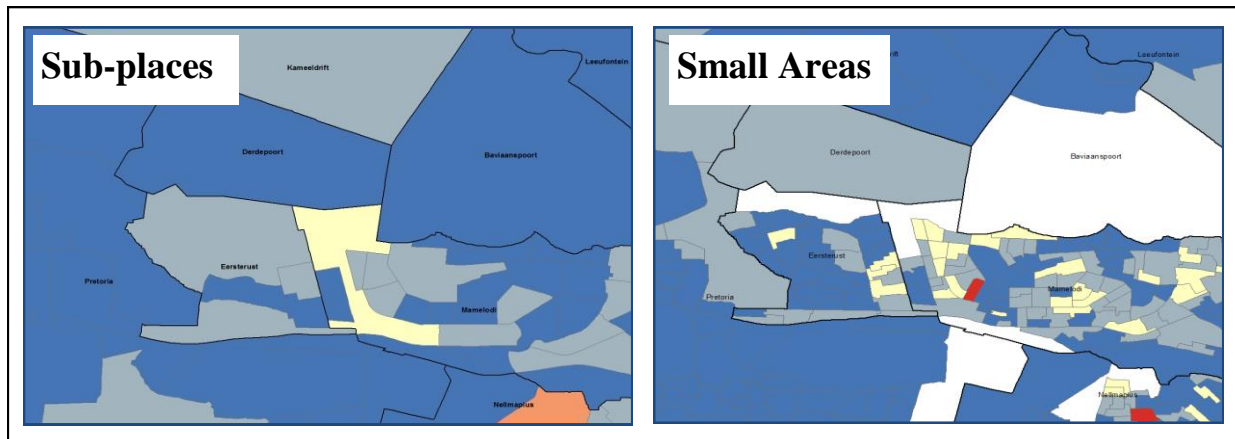 Sub-places
Kameeldrift
Leeufontein
Derdepoort
Baviaanspoort
Eersterust
Pretoria
Mamelodi
Nellmapius
Small Areas
Leeufontein
Derdepoort
Baviaanspoort
Eersterust
Mamelodi
Pretoria
Nellmapius